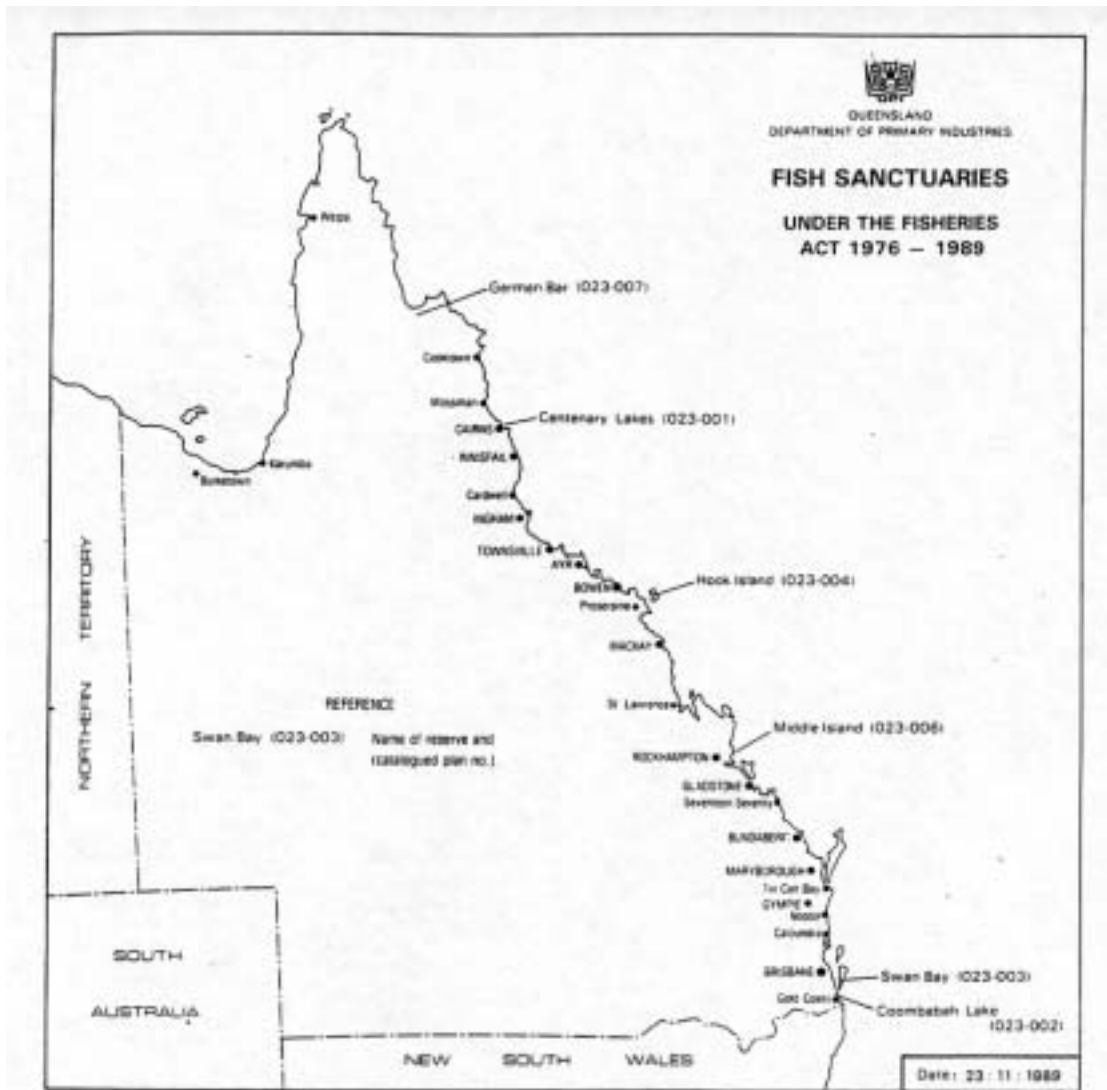 QUEENSLAND
DEPARTMENT OF PRIMARY INDUSTRIES
FISH SANCTUARIES
UNDER THE FISHERIES
ACT 1976 — 1989
Weipa
German Bar (023-007)
Cooktown
Mossman
Centenary Lakes (023-001)
CAIRNS
INNISFAIL
Karumba
Burketown
Cardwell
INGHAM
TOWNSVILLE
AYR
BOWEN
Hook Island (023-004)
Proserpine
MACKAY
NORTHERN TERRITORY
REFERENCE
St Lawrence
Swan Bay (023-003) Name of reserve and
(catalogued plan no.)
Middle Island (023-006)
ROCKHAMPTON
GLADSTONE
Seventeen Seventy
BUNDABERG
MARYBOROUGH
Tin Can Bay
GYMPIE
Noosa
Caloundra
SOUTH
AUSTRALIA
BRISBANE
Swan Bay (023-003)
Gold Coast
Coombabah Lake
(023-002)
NEW SOUTH WALES
Date: 23 : 11 : 1989